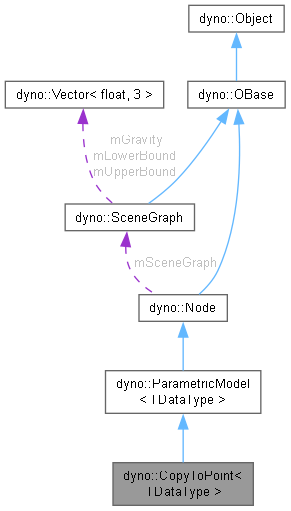 dyno::Object
dyno::Vector< float, 3 >
dyno::OBase
mGravity
mLowerBound
mUpperBound
dyno::SceneGraph
mSceneGraph
dyno::Node
dyno::ParametricModel
< TDataType >
dyno::CopyToPoint<
TDataType >